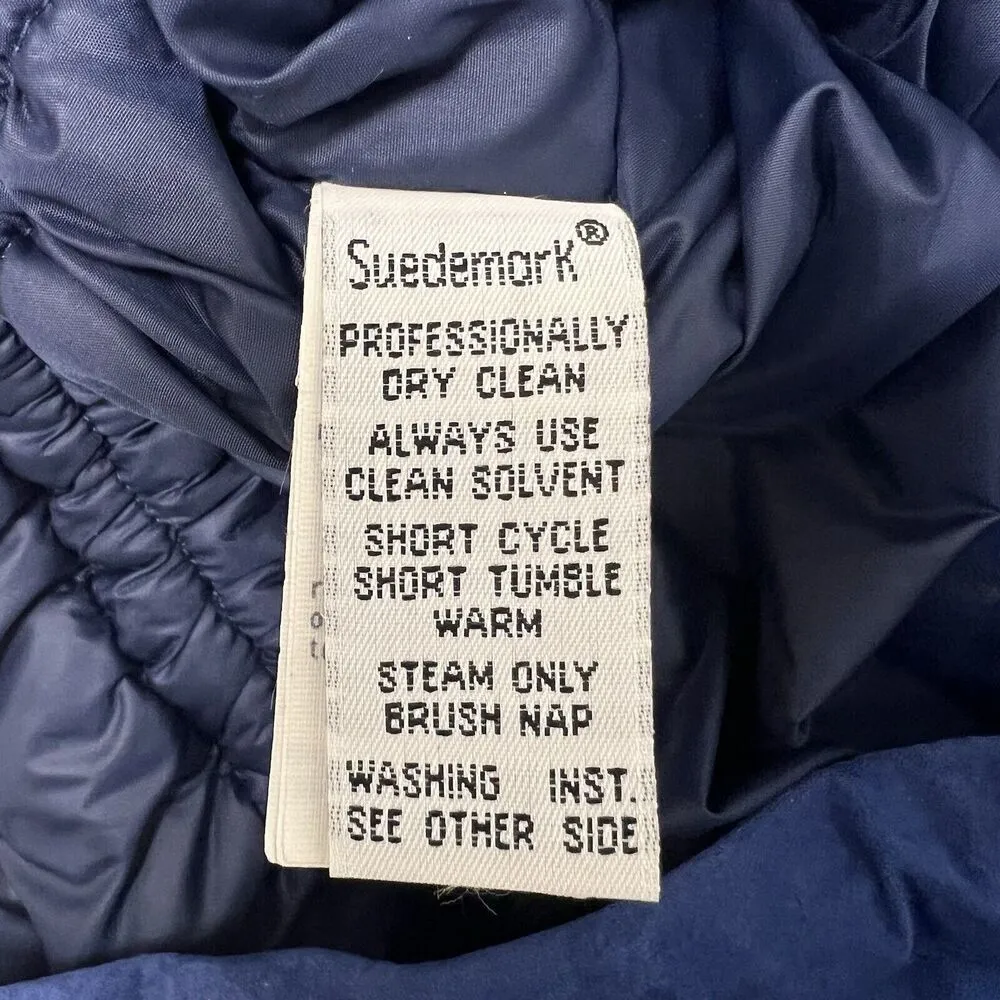 Suedemark®
PROFESSIONALLY
DRY CLEAN
ALWAYS USE
CLEAN SOLVENT
SHORT CYCLE
SHORT TUMBLE
WARM
STEAM ONLY
BRUSH NAP
WASHING INST.
SEE OTHER SIDE